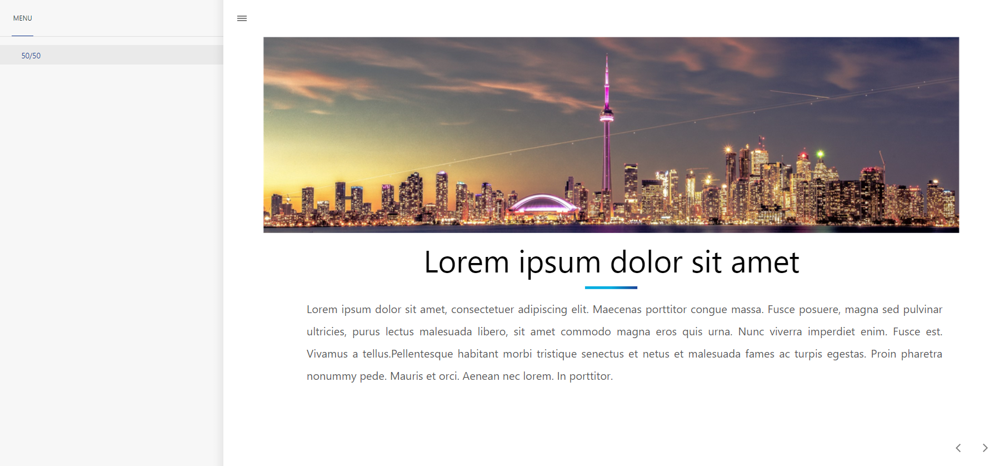 MENU
50/50
Lorem ipsum dolor sit amet
Lorem ipsum dolor sit amet, consectetuer adipiscing elit. Maecenas porttitor congue massa. Fusce posuere, magna sed pulvinar
ultricies, purus lectus malesuada libero, sit amet commodo magna eros quis urna. Nunc viverra imperdiet enim. Fusce est.
Vivamus a tellus.Pellentesque habitant morbi tristique senectus et netus et malesuada fames ac turpis egestas. Proin pharetra
nonummy pede. Mauris et orci. Aenean nec lorem. In porttitor.